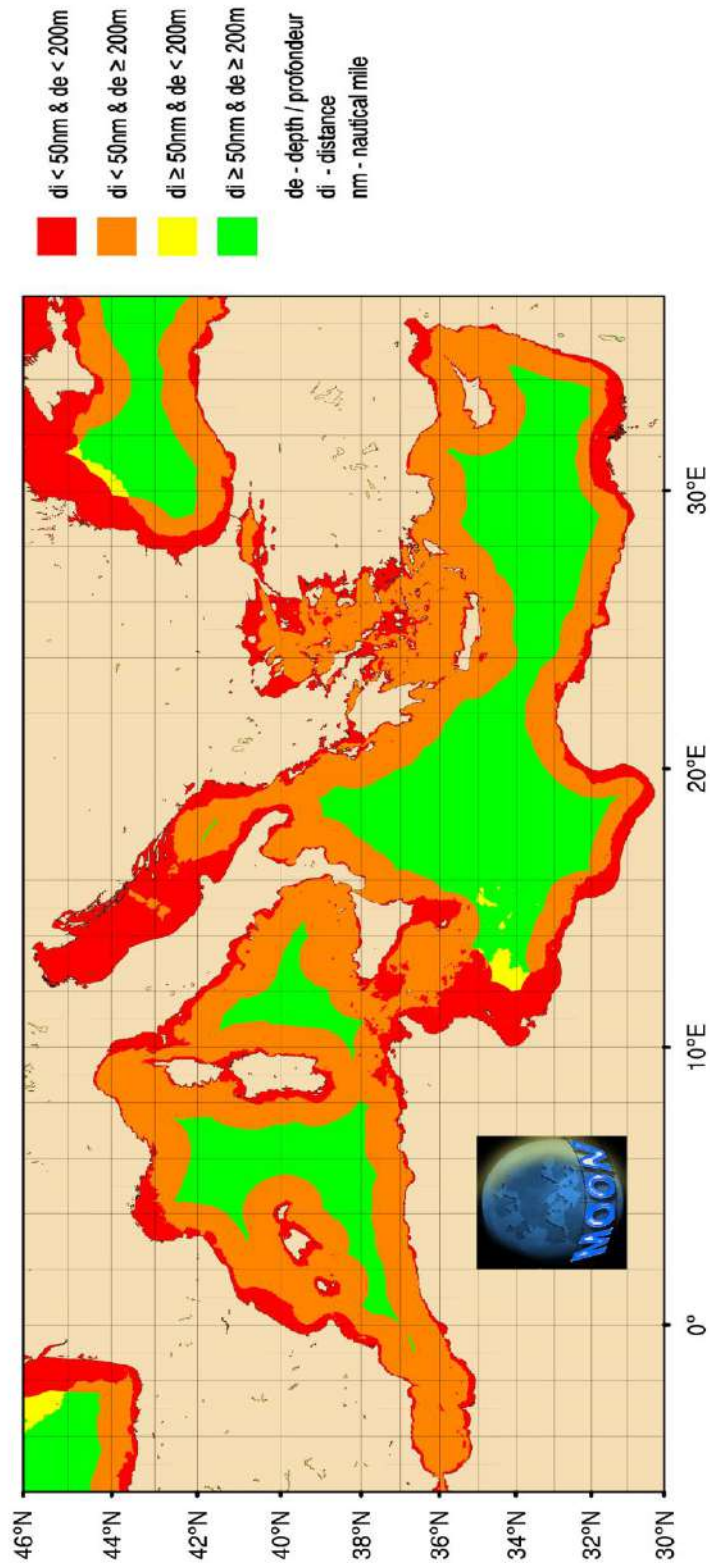 di < 50nm & de < 200m
di < 50nm & de ≥ 200m
di ≥ 50nm & de < 200m
di ≥ 50nm & de ≥ 200m
de - depth / profondeur
di - distance
nm - nautical mile
46°N
44°N
42°N
40°N
38°N
36°N
34°N
32°N
30°N
0°
10°E
20°E
30°E
MOON